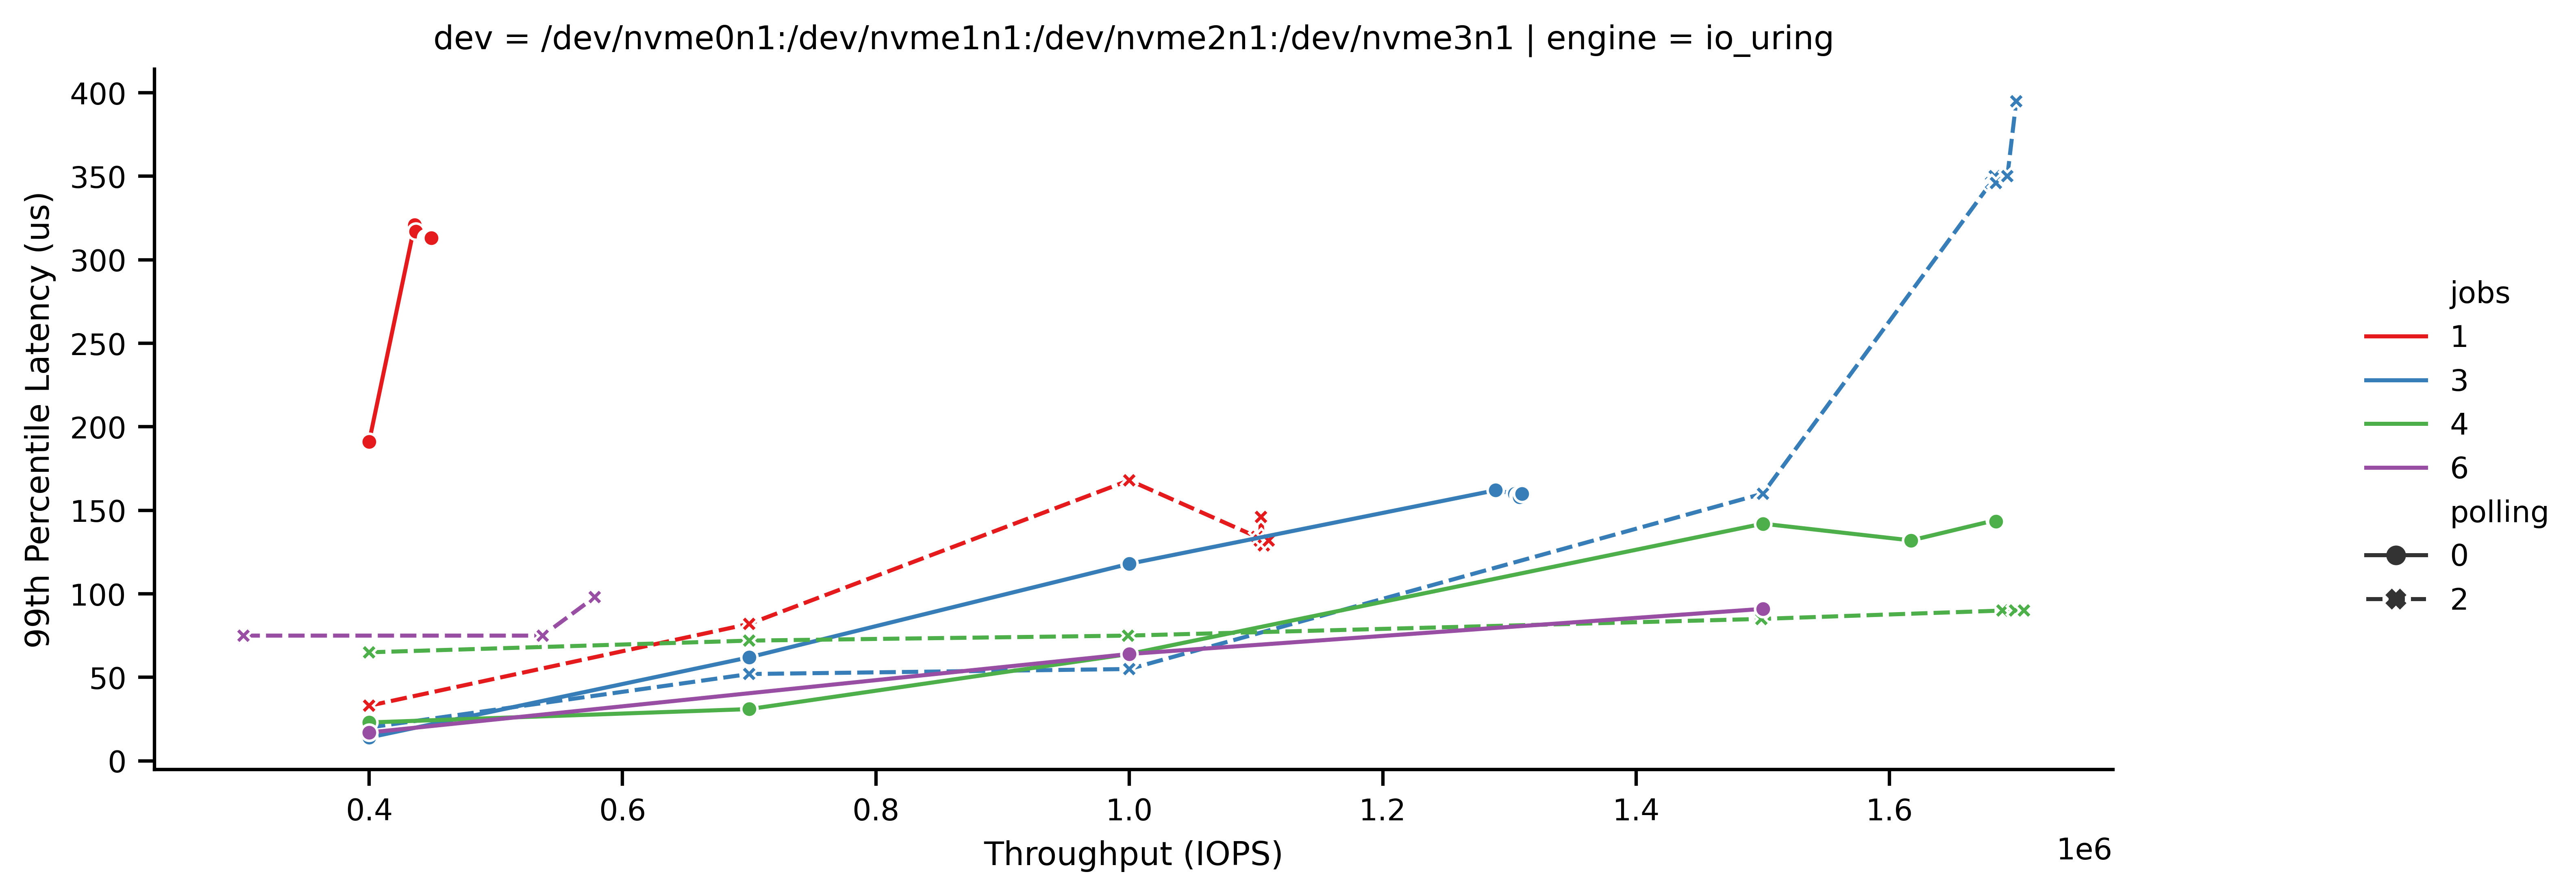 dev = /dev/nvme0n1:/dev/nvme1n1:/dev/nvme2n1:/dev/nvme3n1 | engine = io_uring
99th Percentile Latency (us)
400
350
300
250
200
150
100
50
0
0.4 0.6 0.8 1.0 1.2 1.4 1.6
1e6
Throughput (IOPS)
jobs
1
3
4
6
polling
0
2